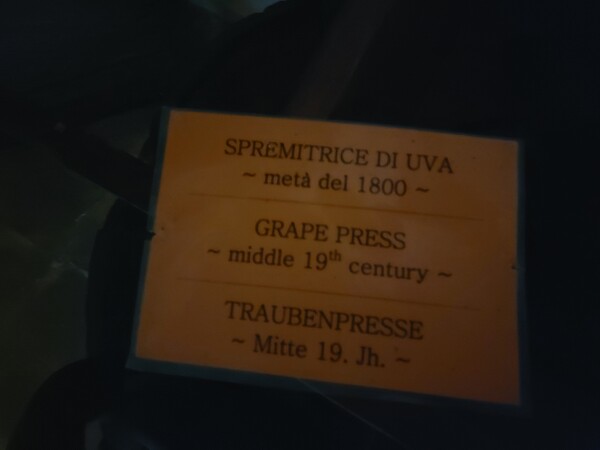 SPREMITRICE DI UVA
~ metà del 1800 ~
GRAPE PRESS
~ middle 19th century ~
TRAUBENPRESSE
~ Mitte 19. Jh. ~